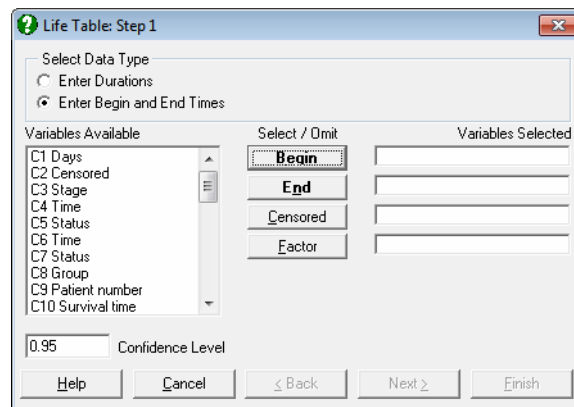 Life Table: Step 1
Select Data Type
Enter Durations
Enter Begin and End Times
Variables Available
Select / Omit
Variables Selected
C1 Days
C2 Censored
C3 Stage
C4 Time
C5 Status
C6 Time
C7 Status
C8 Group
C9 Patient number
C10 Survival time
Begin
End
Censored
Factor
0.95 Confidence Level
Help Cancel < Back Next > Finish